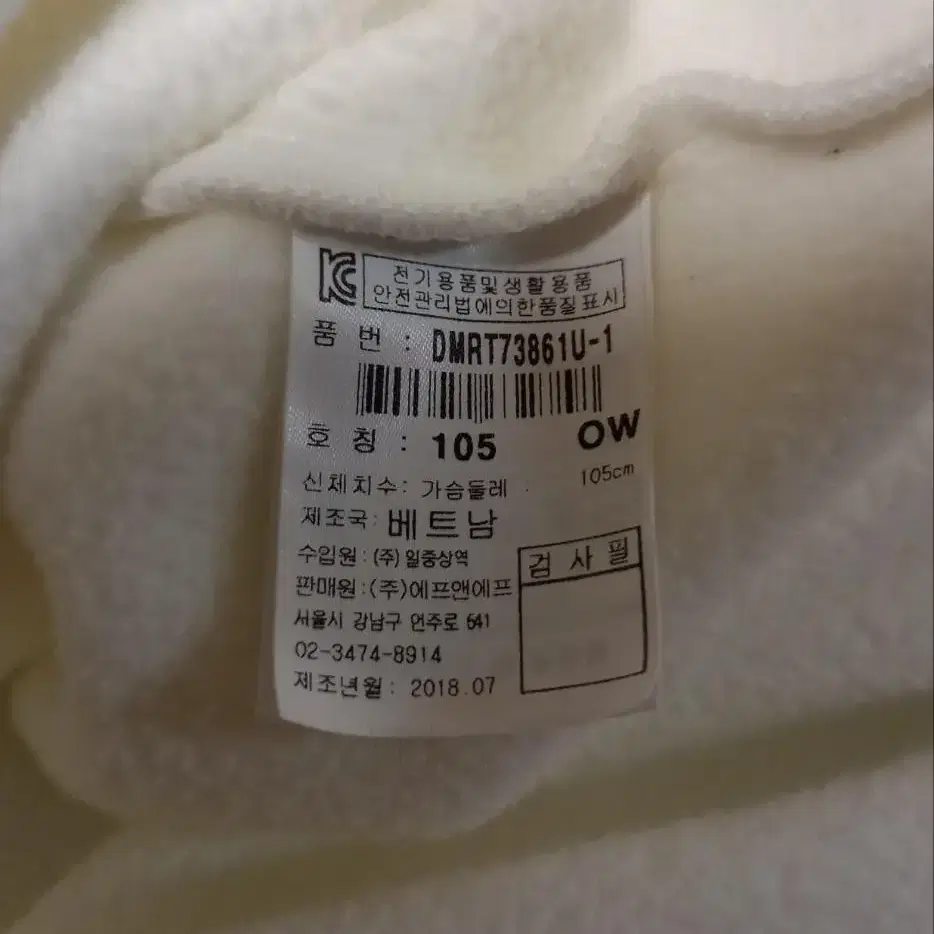 KC 전기용품및생활용품
안전관리법에의한품질표시
품 번 : DMRT73861U-1
호 칭 : 105 OW
신체치수: 가슴둘레 105cm
제조국: 베트남
수입원: (주) 일중상역
판매원:(주)에프앤에프
검 사 필
서울시 강남구 언주로 541
02-3474-8914
제조년월: 2018.07